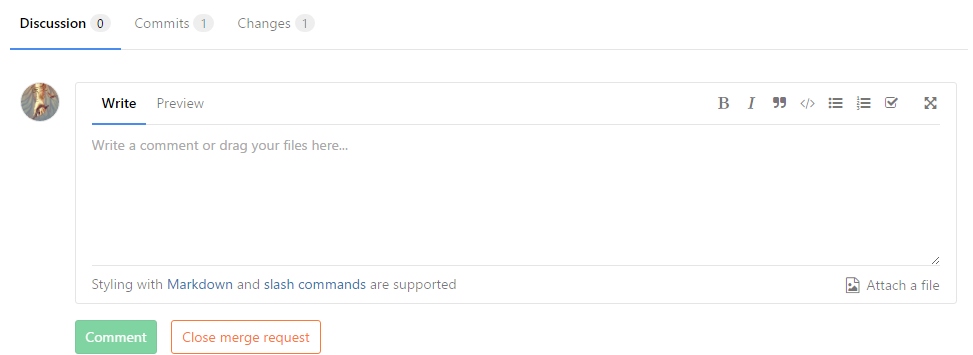 Discussion 0 Commits 1 Changes 1
Write Preview
Write a comment or drag your files here...
Styling with Markdown and slash commands are supported Attach a file
Comment Close merge request